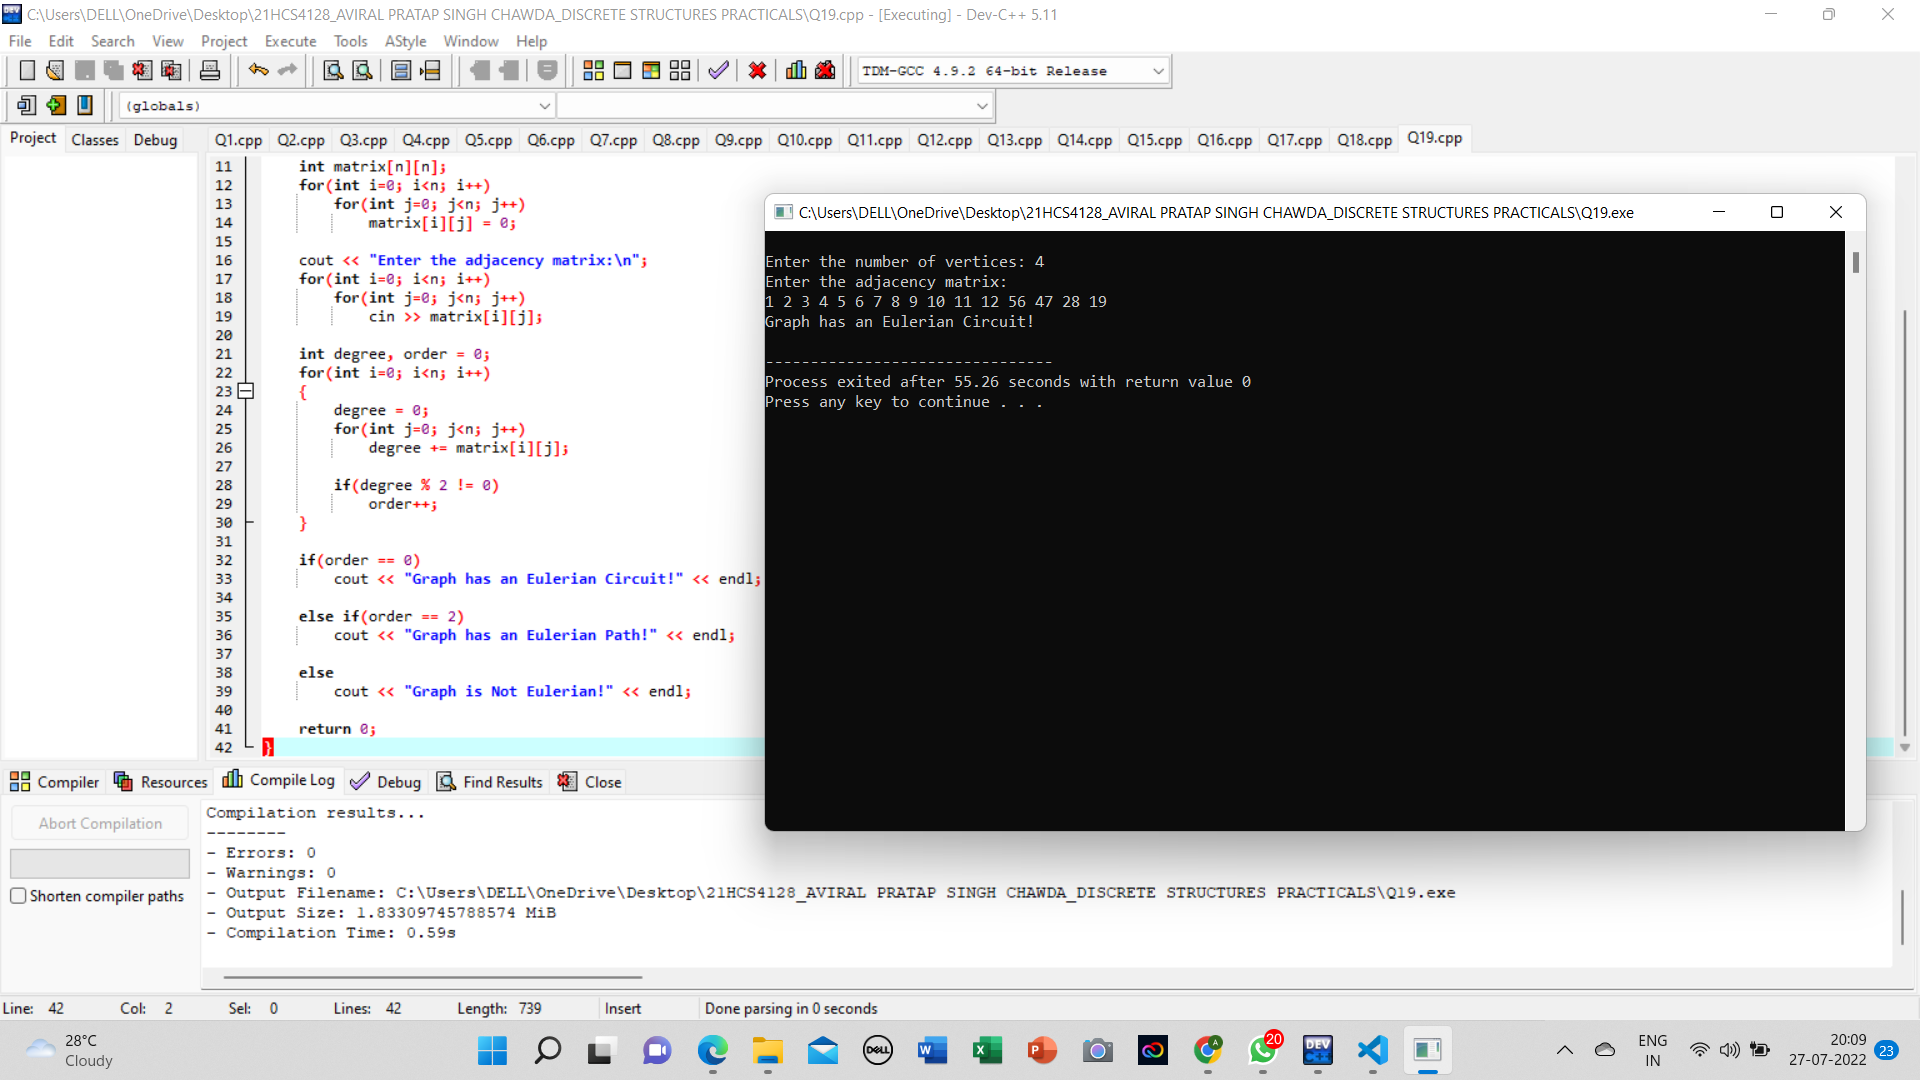 C:\Users\DELL\OneDrive\Desktop\21HCS4128_AVIRAL PRATAP SINGH CHAWDA_DISCRETE STRUCTURES PRACTICALS\Q19.cpp - [Executing] - Dev-C++ 5.11
File Edit Search View Project Execute Tools AStyle Window Help
TDM-GCC 4.9.2 64-bit Release
(globals)
Project Classes Debug
Q1.cpp Q2.cpp Q3.cpp Q4.cpp Q5.cpp Q6.cpp Q7.cpp Q8.cpp Q9.cpp Q10.cpp Q11.cpp Q12.cpp Q13.cpp Q14.cpp Q15.cpp Q16.cpp Q17.cpp Q18.cpp Q19.cpp
11 int matrix[n][n];
12 for(int i=0; i<n; i++)
13 for(int j=0; j<n; j++)
14 matrix[i][j] = 0;
15
16 cout << "Enter the adjacency matrix:\n";
17 for(int i=0; i<n; i++)
18 for(int j=0; j<n; j++)
19 cin >> matrix[i][j];
20
21 int degree, order = 0;
22 for(int i=0; i<n; i++)
23 {
24 degree = 0;
25 for(int j=0; j<n; j++)
26 degree += matrix[i][j];
27
28 if(degree % 2 != 0)
29 order++;
30 }
31
32 if(order == 0)
33 cout << "Graph has an Eulerian Circuit!" << endl;
34
35 else if(order == 2)
36 cout << "Graph has an Eulerian Path!" << endl;
37
38 else
39 cout << "Graph is Not Eulerian!" << endl;
40
41 return 0;
42 }
C:\Users\DELL\OneDrive\Desktop\21HCS4128_AVIRAL PRATAP SINGH CHAWDA_DISCRETE STRUCTURES PRACTICALS\Q19.exe
Enter the number of vertices: 4
Enter the adjacency matrix:
1 2 3 4 5 6 7 8 9 10 11 12 56 47 28 19
Graph has an Eulerian Circuit!
--------------------------------
Process exited after 55.26 seconds with return value 0
Press any key to continue . . .
Compiler Resources Compile Log Debug Find Results Close
Abort Compilation
Shorten compiler paths
Compilation results...
--------
- Errors: 0
- Warnings: 0
- Output Filename: C:\Users\DELL\OneDrive\Desktop\21HCS4128_AVIRAL PRATAP SINGH CHAWDA_DISCRETE STRUCTURES PRACTICALS\Q19.exe
- Output Size: 1.83309745788574 MiB
- Compilation Time: 0.59s
Line: 42 Col: 2 Sel: 0 Lines: 42 Length: 739 Insert Done parsing in 0 seconds
28°C
Cloudy
DELL
W
X
P
A
20
DEV
C++
ENG
IN
20:09
27-07-2022
23